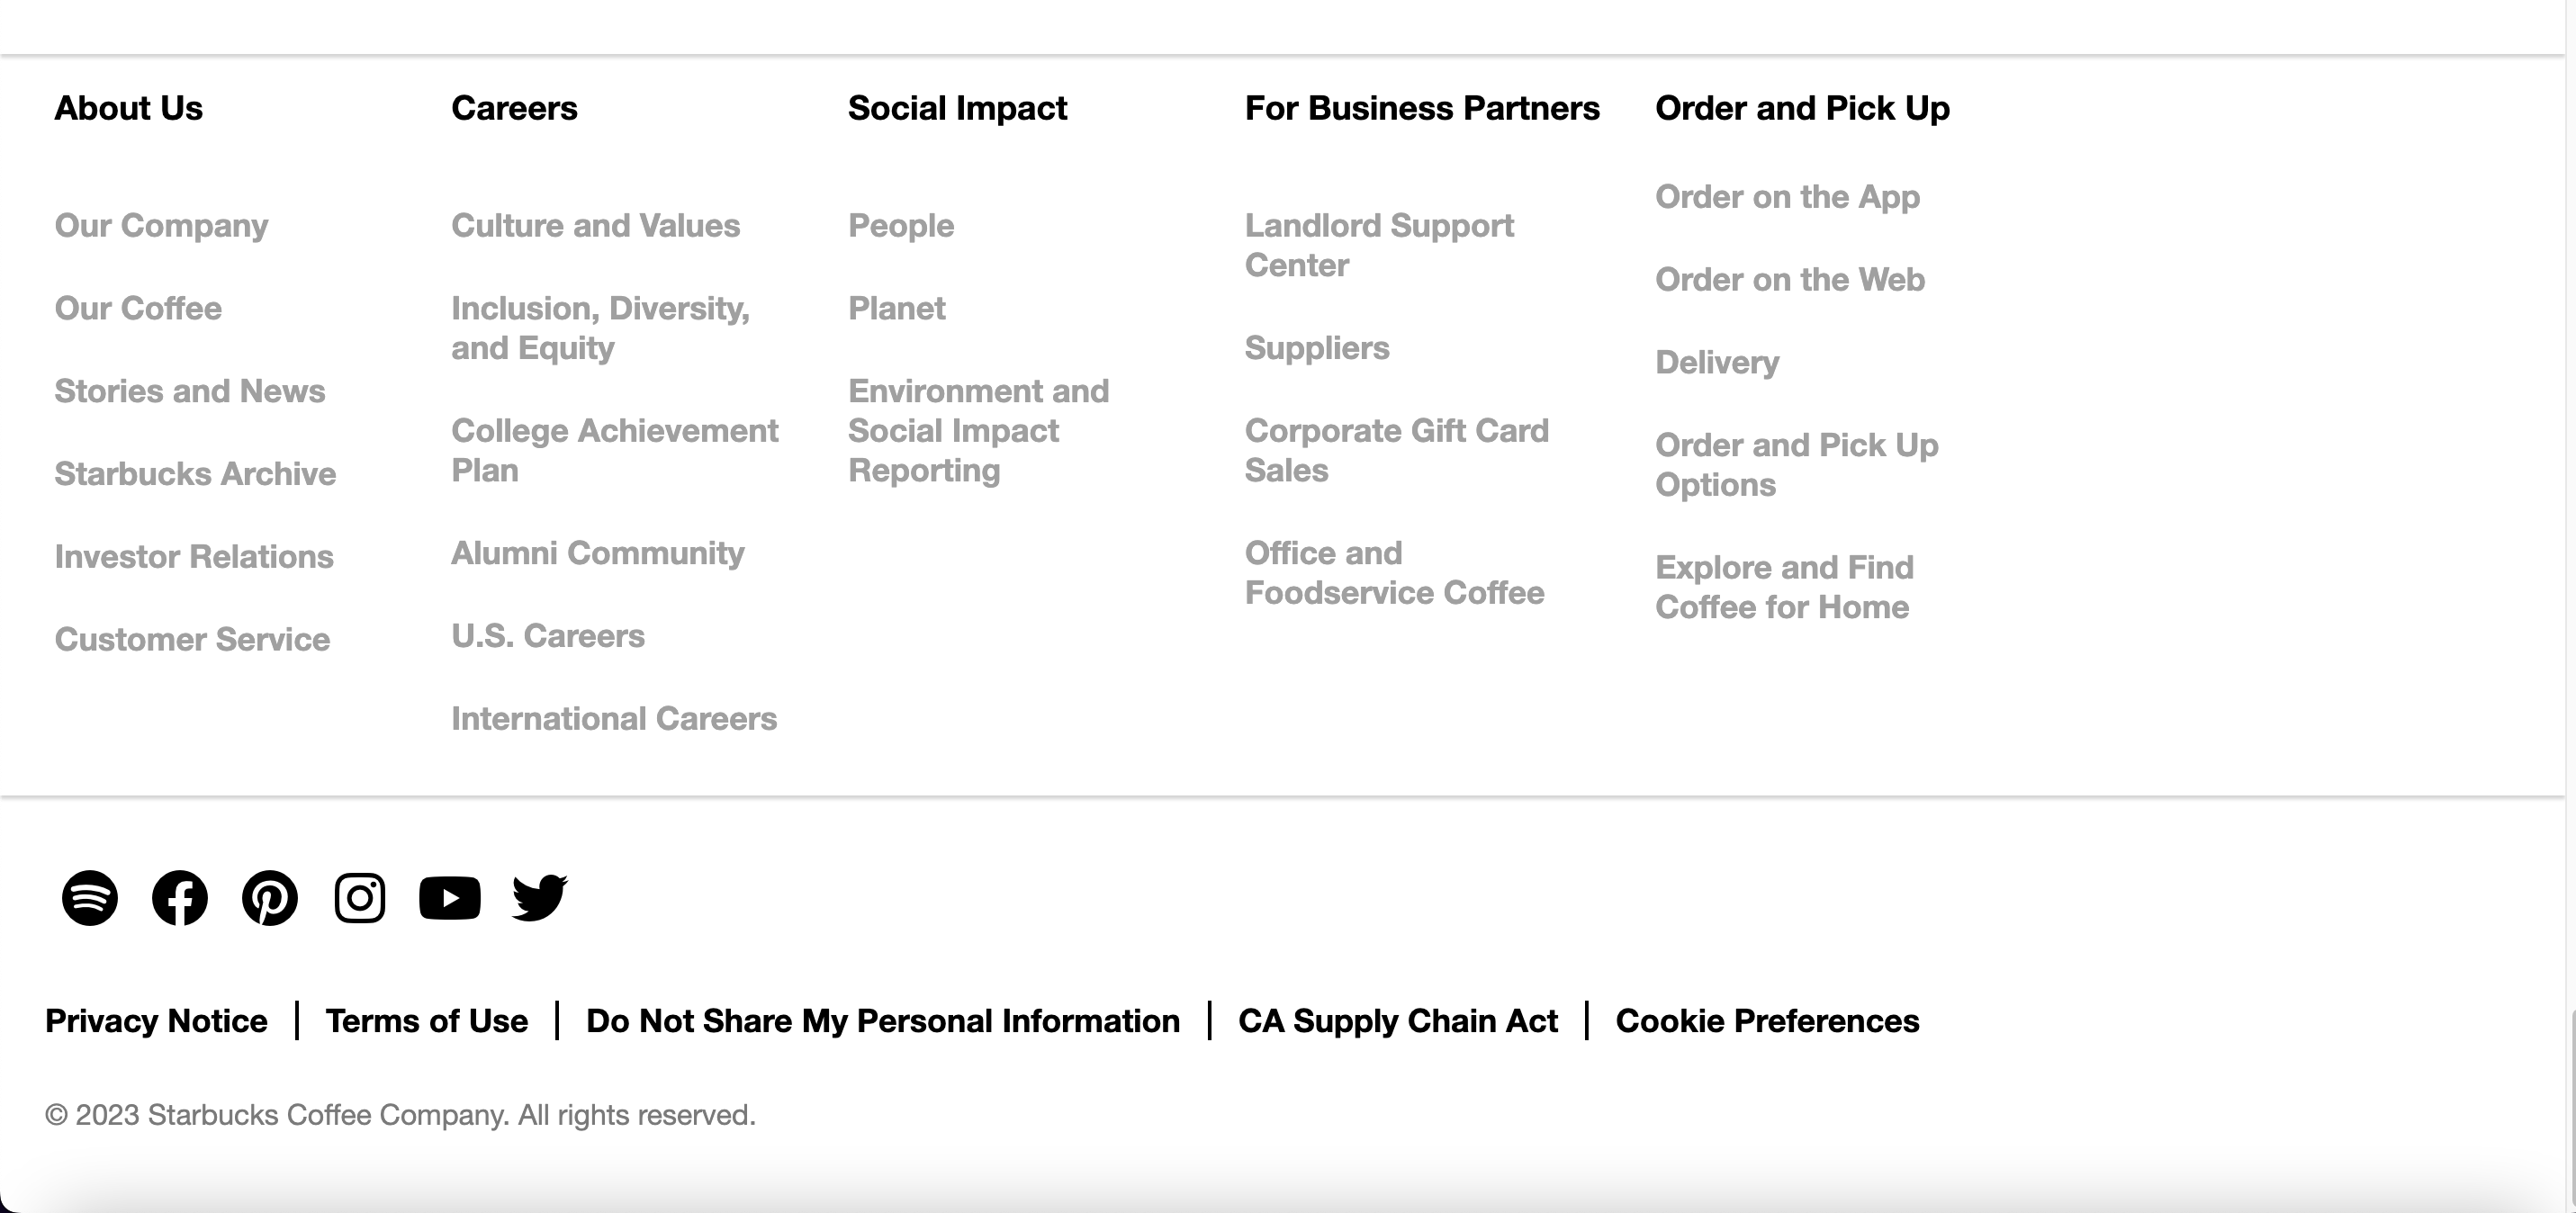 About Us
Our Company
Our Coffee
Stories and News
Starbucks Archive
Investor Relations
Customer Service
Careers
Culture and Values
Inclusion, Diversity,
and Equity
College Achievement
Plan
Alumni Community
U.S. Careers
International Careers
Social Impact
People
Planet
Environment and
Social Impact
Reporting
For Business Partners
Landlord Support
Center
Suppliers
Corporate Gift Card
Sales
Office and
Foodservice Coffee
Order and Pick Up
Order on the App
Order on the Web
Delivery
Order and Pick Up
Options
Explore and Find
Coffee for Home
Privacy Notice | Terms of Use | Do Not Share My Personal Information | CA Supply Chain Act | Cookie Preferences
© 2023 Starbucks Coffee Company. All rights reserved.